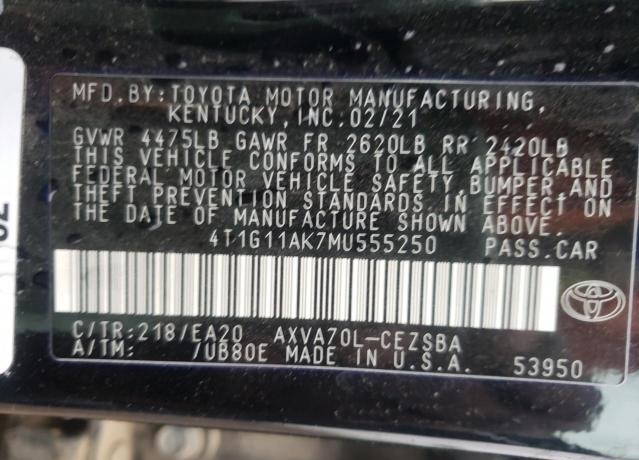 MFD.BY:TOYOTA MOTOR MANUFACTURING,
KENTUCKY,INC.02/21
GVWR 4475LB GAWR FR 2620LB RR 2420LB
THIS VEHICLE CONFORMS TO ALL APPLICABLE
FEDERAL MOTOR VEHICLE SAFETY,BUMPER,AND
THEFT PREVENTION STANDARDS IN EFFECT ON
THE DATE OF MANUFACTURE SHOWN ABOVE.
4T1G11AK7MU555250 PASS.CAR
C/TR:218/EA20 AXVA70L-CEZSBA
A/TM: /UB80E MADE IN U.S.A. 53950